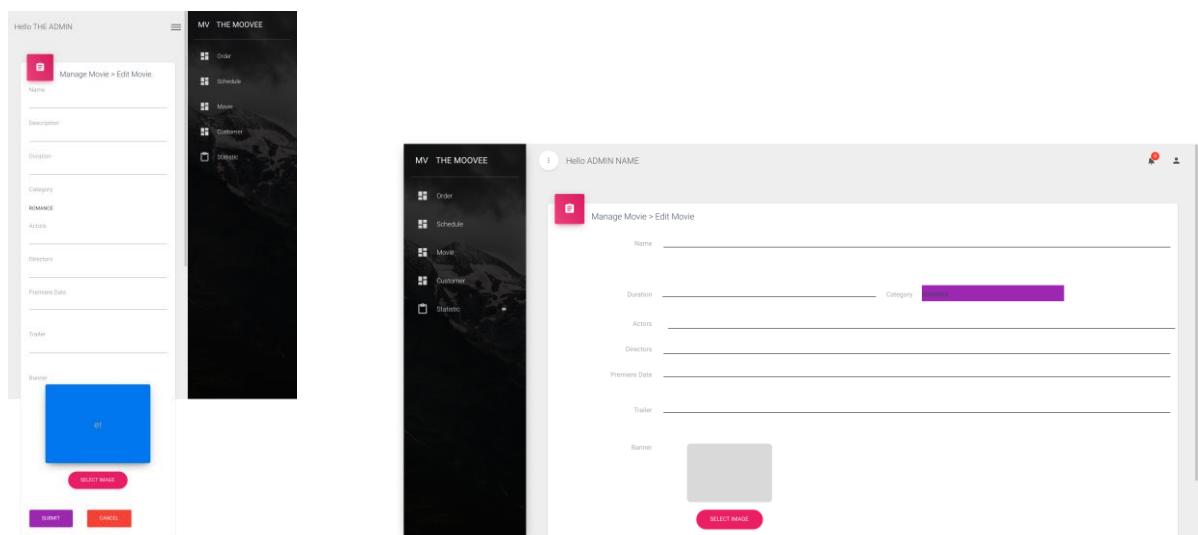 Hello THE ADMIN
MV THE MOOVEE
Order
Schedule
Movie
Customer
Statistic
Manage Movie > Edit Movie
Name
Description
Duration
Category
ROMANCE
Actors
Directors
Premiere Date
Trailer
Banner
SELECT IMAGE
SUBMIT
CANCEL
MV THE MOOVEE
Order
Schedule
Movie
Customer
Statistic
Hello ADMIN NAME
Manage Movie > Edit Movie
Name
Duration
Category
Actors
Directors
Premiere Date
Trailer
Banner
SELECT IMAGE